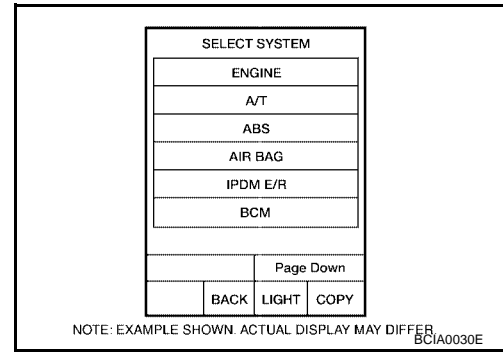 SELECT SYSTEM
ENGINE
A/T
ABS
AIR BAG
IPDM E/R
BCM
Page Down
BACK LIGHT COPY
NOTE: EXAMPLE SHOWN. ACTUAL DISPLAY MAY DIFFER.
BCIA0030E